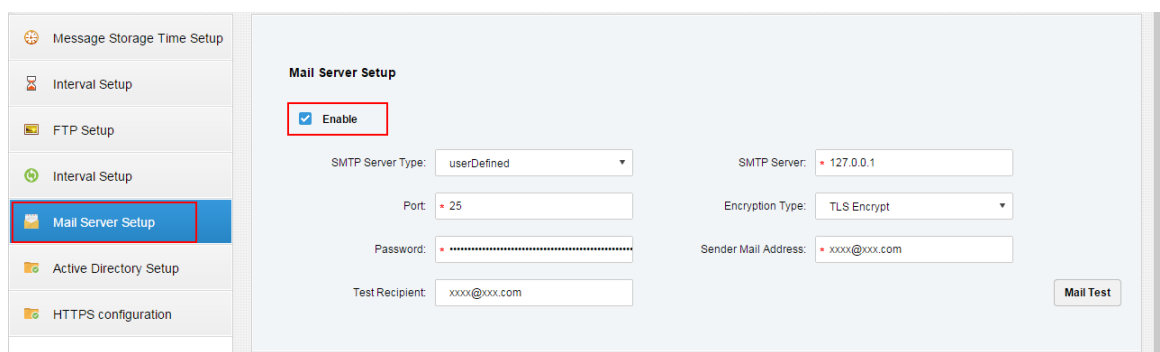 Message Storage Time Setup
Interval Setup
FTP Setup
Interval Setup
Mail Server Setup
Active Directory Setup
HTTPS configuration
Mail Server Setup
Enable
SMTP Server Type: userDefined SMTP Server: * 127.0.0.1
Port: * 25 Encryption Type: TLS Encrypt
Password: * Sender Mail Address: * xxxx@xxx.com
Test Recipient: xxxx@xxx.com Mail Test